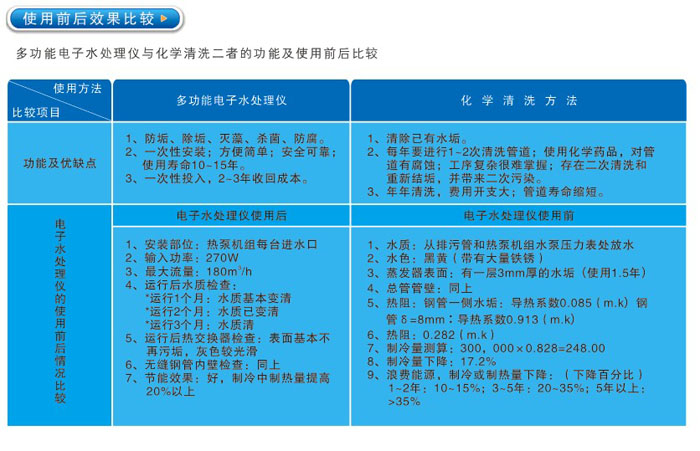 使用前后效果比较
多功能电子水处理仪与化学清洗二者的功能及使用前后比较
使用方法
比较项目
多功能电子水处理仪
化学清洗方法
功能及优缺点
1、防垢、除垢、灭藻、杀菌、防腐。
2、一次性安装；方便简单；安全可靠；
使用寿命10~15年。
3、一次性投入，2~3年收回成本。
1、清除已有水垢。
2、每年要进行1~2次清洗管道；使用化学药品，对管
道有腐蚀；工序复杂很难掌握；存在二次清洗和
重新结垢，并带来二次污染。
3、年年清洗，费用开支大；管道寿命缩短。
电子水处理仪的使用前后情况比较
电子水处理仪使用后
1、安装部位：热泵机组每台进水口
2、输入功率：270W
3、最大流量：180m³/h
4、运行后水质检查：
*运行1个月：水质基本变清
*运行2个月：水质已变清
*运行3个月：水质清
5、运行后热交换器检查：表面基本不
再污垢，灰色较光滑
6、无缝钢管内壁检查：同上
7、节能效果：好，制冷中制热量提高
20%以上
电子水处理仪使用前
1、水质：从排污管和热泵机组水泵压力表处放水
2、水色：黑黄（带有大量铁锈）
3、蒸发器表面：有一层3mm厚的水垢（使用1.5年）
4、总管管壁：同上
5、热阻：钢管一侧水垢：导热系数0.085（m.k）钢
管δ=8mm：导热系数0.913（m.k）
6、热阻：0.282（m.k）
7、制冷量测算：300，000×0.828=248.00
8、制冷量下降：17.2%
9、浪费能源，制冷或制热量下降：（下降百分比）
1~2年：10~15%；3~5年：20~35%；5年以上：
>35%